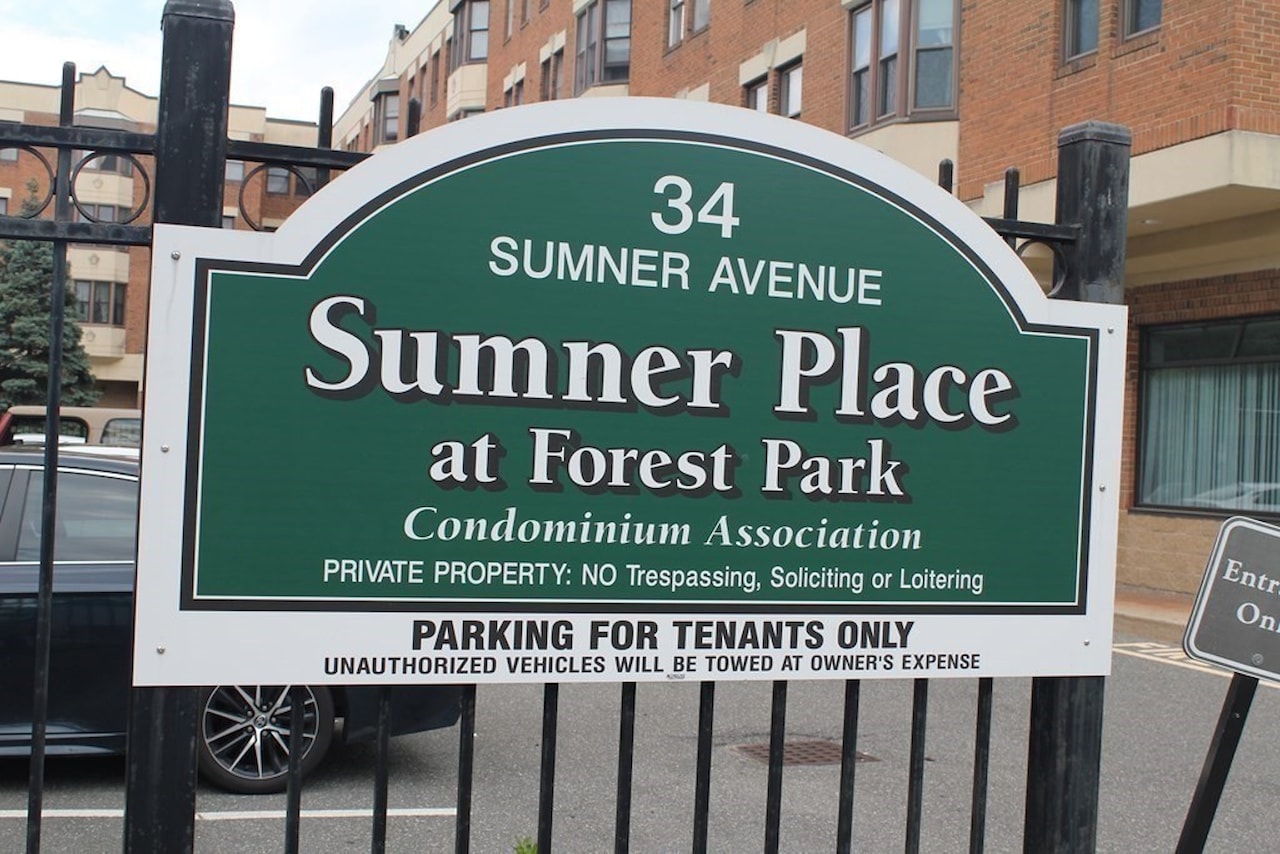 34
SUMNER AVENUE
Sumner Place
at Forest Park
Condominium Association
PRIVATE PROPERTY: NO Trespassing, Soliciting or Loitering
PARKING FOR TENANTS ONLY
UNAUTHORIZED VEHICLES WILL BE TOWED AT OWNER'S EXPENSE